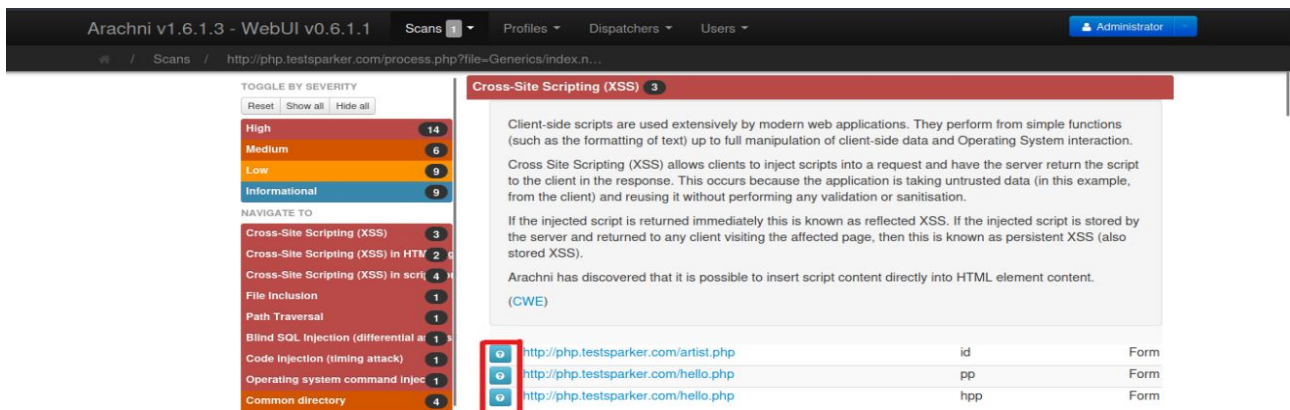 Arachni v1.6.1.3 - WebUI v0.6.1.1 Scans 1 Profiles Dispatchers Users Administrator
/ Scans / http://php.testsparker.com/process.php?file=Generics/index.n...
TOGGLE BY SEVERITY
Reset Show all Hide all
High 14
Medium 6
Low 9
Informational 9
NAVIGATE TO
Cross-Site Scripting (XSS) 3
Cross-Site Scripting (XSS) in HTM 2
Cross-Site Scripting (XSS) in scri 4
File Inclusion 1
Path Traversal 1
Blind SQL Injection (differential a 1
Code injection (timing attack) 1
Operating system command injec 1
Common directory 4
Cross-Site Scripting (XSS) 3
Client-side scripts are used extensively by modern web applications. They perform from simple functions
(such as the formatting of text) up to full manipulation of client-side data and Operating System interaction.
Cross Site Scripting (XSS) allows clients to inject scripts into a request and have the server return the script
to the client in the response. This occurs because the application is taking untrusted data (in this example,
from the client) and reusing it without performing any validation or sanitisation.
If the injected script is returned immediately this is known as reflected XSS. If the injected script is stored by
the server and returned to any client visiting the affected page, then this is known as persistent XSS (also
stored XSS).
Arachni has discovered that it is possible to insert script content directly into HTML element content.
(CWE)
http://php.testsparker.com/artist.php id Form
http://php.testsparker.com/hello.php pp Form
http://php.testsparker.com/hello.php hpp Form